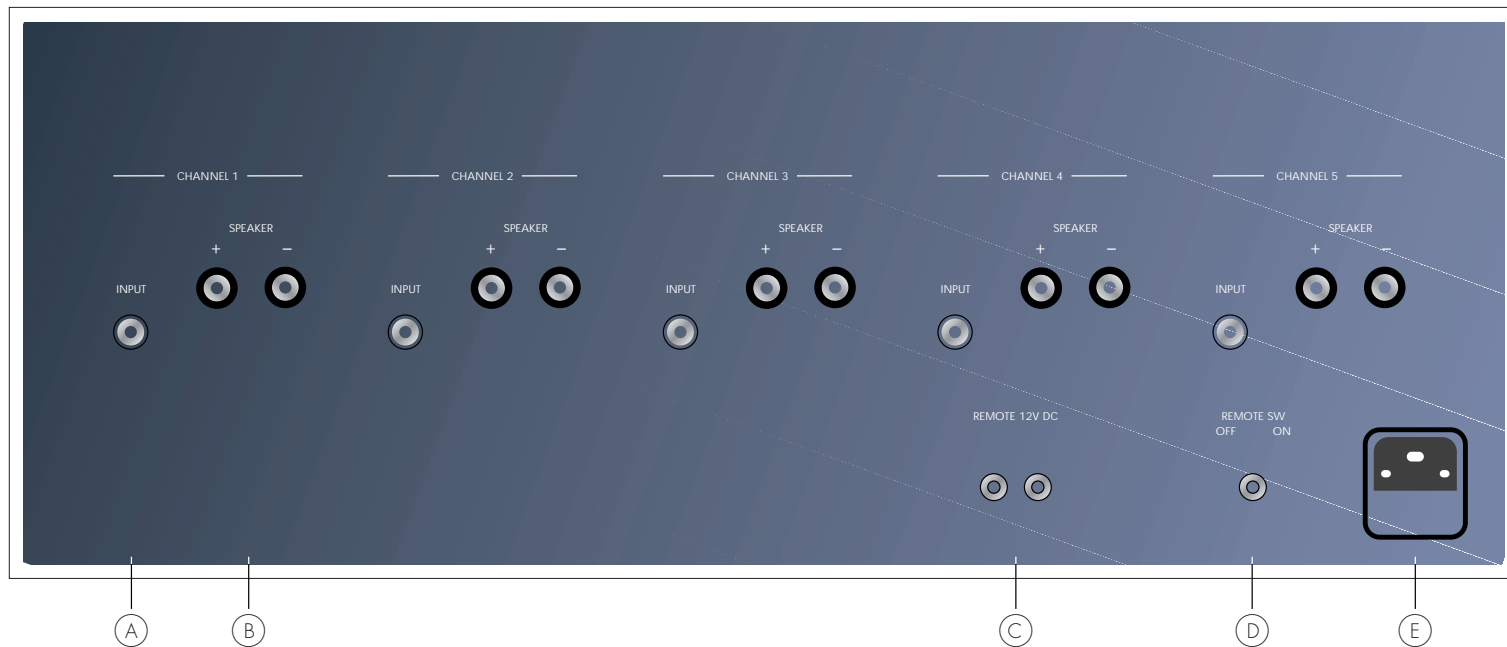 CHANNEL 1 CHANNEL 2 CHANNEL 3 CHANNEL 4 CHANNEL 5
SPEAKER SPEAKER SPEAKER SPEAKER SPEAKER
+ − + − + − + − + −
INPUT INPUT INPUT INPUT INPUT
REMOTE 12V DC REMOTE SW
OFF ON
A B C D E